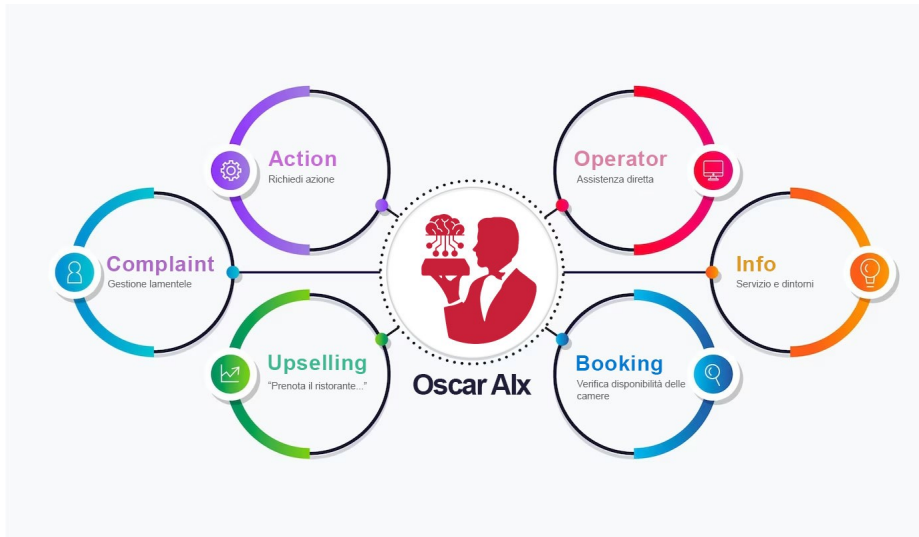 Action
Richiedi azione
Operator
Assistenza diretta
Complaint
Gestione lamentele
Info
Servizio e dintorni
Upselling
"Prenota il ristorante..."
Booking
Verifica disponibilità delle
camere
Oscar AIx